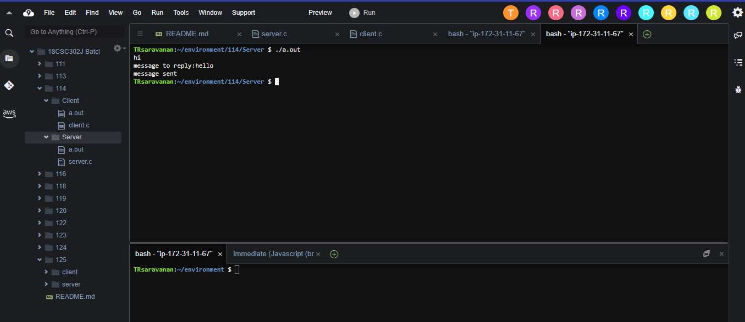 File Edit Find View Go Run Tools Window Support Preview Run T R R R R R R R R R
Go to Anything (Ctrl-P)
README.md server.c client.c bash - "ip-172-31-11-67" bash - "ip-172-31-11-67"
18CSC302J Batcl
111
113
114
Client
a.out
client.c
Server
a.out
server.c
116
118
119
120
122
123
124
125
client
server
README.md
aws
TRsaravanan:~/environment/114/Server $ ./a.out
hi
message to reply:hello
message sent
TRsaravanan:~/environment/114/Server $
bash - "ip-172-31-11-67" Immediate (Javascript (br
TRsaravanan:~/environment $